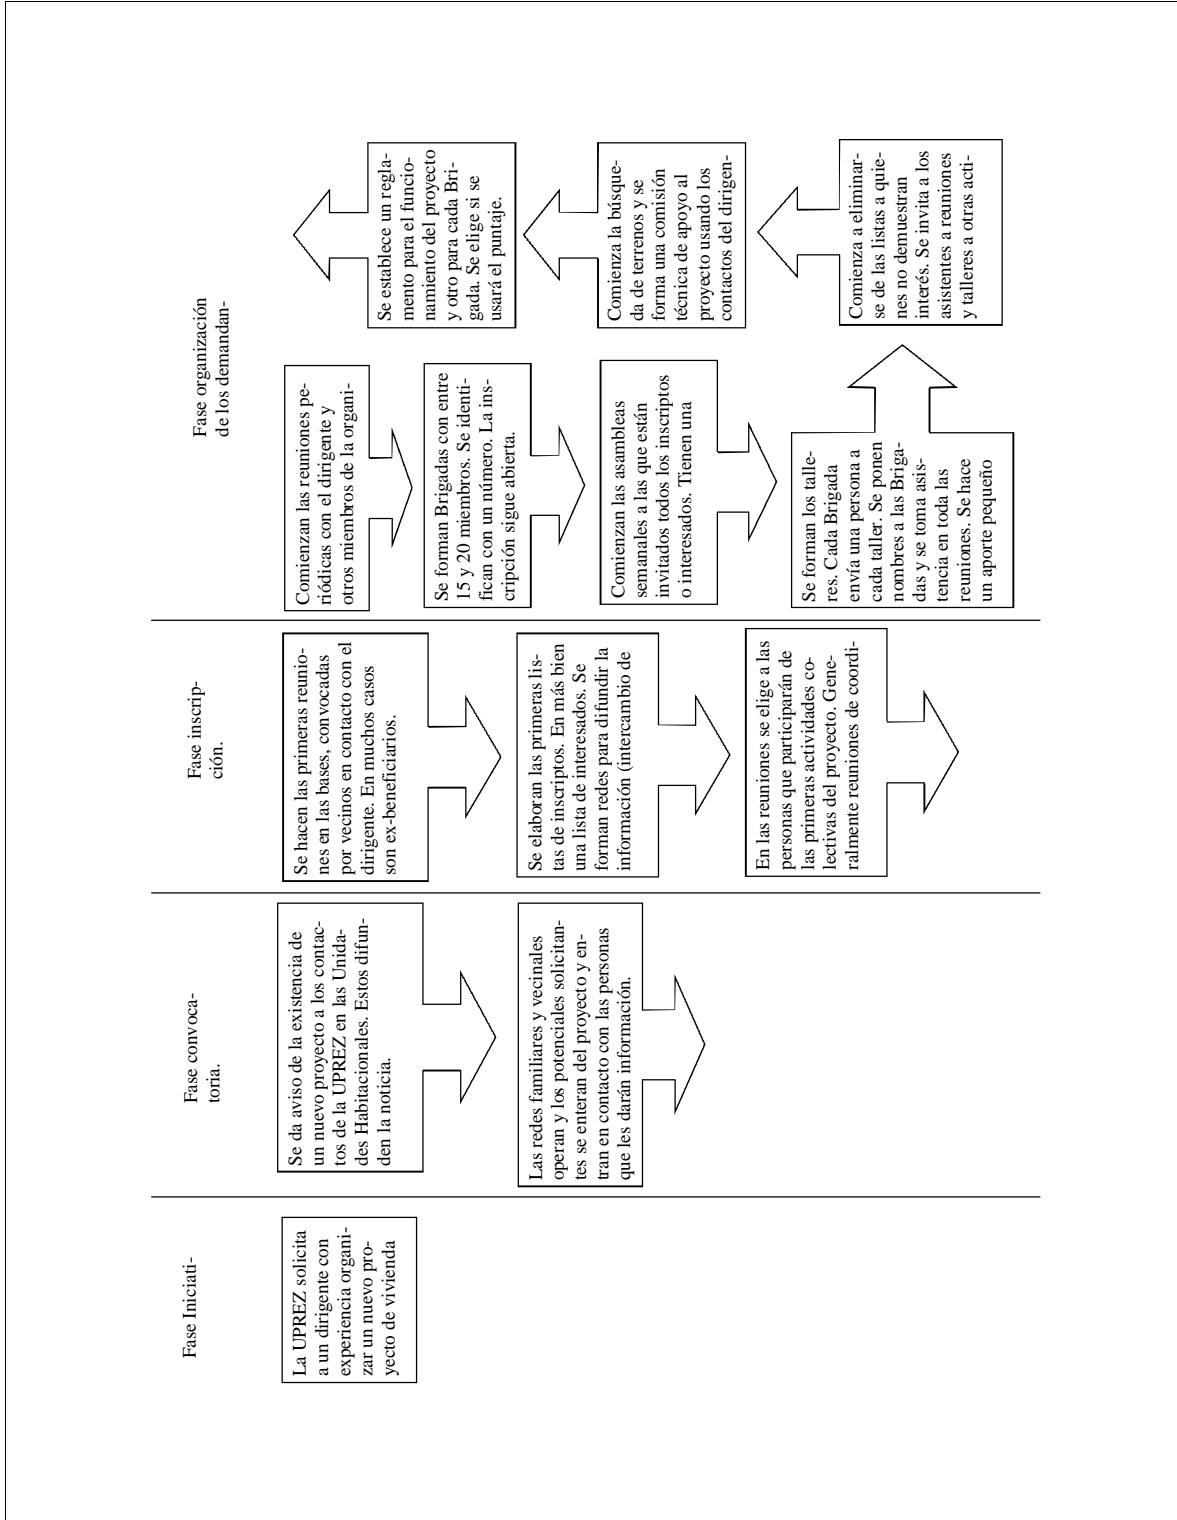 Fase Iniciati-
La UPREZ solicita
a un dirigente con
experiencia organi-
zar un nuevo pro-
yecto de vivienda
Fase convoca-
toria.
Se da aviso de la existencia de
un nuevo proyecto a los contac-
tos de la UPREZ en las Unida-
des Habitacionales. Estos difun-
den la noticia.
Las redes familiares y vecinales
operan y los potenciales solicitan-
tes se enteran del proyecto y en-
tran en contacto con las personas
que les darán información.
Fase inscrip-
ción.
Se hacen las primeras reunio-
nes en las bases, convocadas
por vecinos en contacto con el
dirigente. En muchos casos
son ex-beneficiarios.
Se elaboran las primeras lis-
tas de inscriptos. En más bien
una lista de interesados. Se
forman redes para difundir la
información (intercambio de
En las reuniones se elige a las
personas que participarán de
las primeras actividades co-
lectivas del proyecto. Gene-
ralmente reuniones de coordi-
Fase organización
de los demandan-
Comienzan las reuniones pe-
riódicas con el dirigente y
otros miembros de la organi-
Se forman Brigadas con entre
15 y 20 miembros. Se identi-
fican con un número. La ins-
cripción sigue abierta.
Comienzan las asambleas
semanales a las que están
invitados todos los inscriptos
o interesados. Tienen una
Se forman los talle-
res. Cada Brigada
envía una persona a
cada taller. Se ponen
nombres a las Briga-
das y se toma asis-
tencia en toda las
reuniones. Se hace
un aporte pequeño
Comienza a eliminar-
se de las listas a quie-
nes no demuestran
interés. Se invita a los
asistentes a reuniones
y talleres a otras acti-
Comienza la búsque-
da de terrenos y se
forma una comisión
técnica de apoyo al
proyecto usando los
contactos del dirigen-
Se establece un regla-
mento para el funcio-
namiento del proyecto
y otro para cada Bri-
gada. Se elige si se
usará el puntaje.